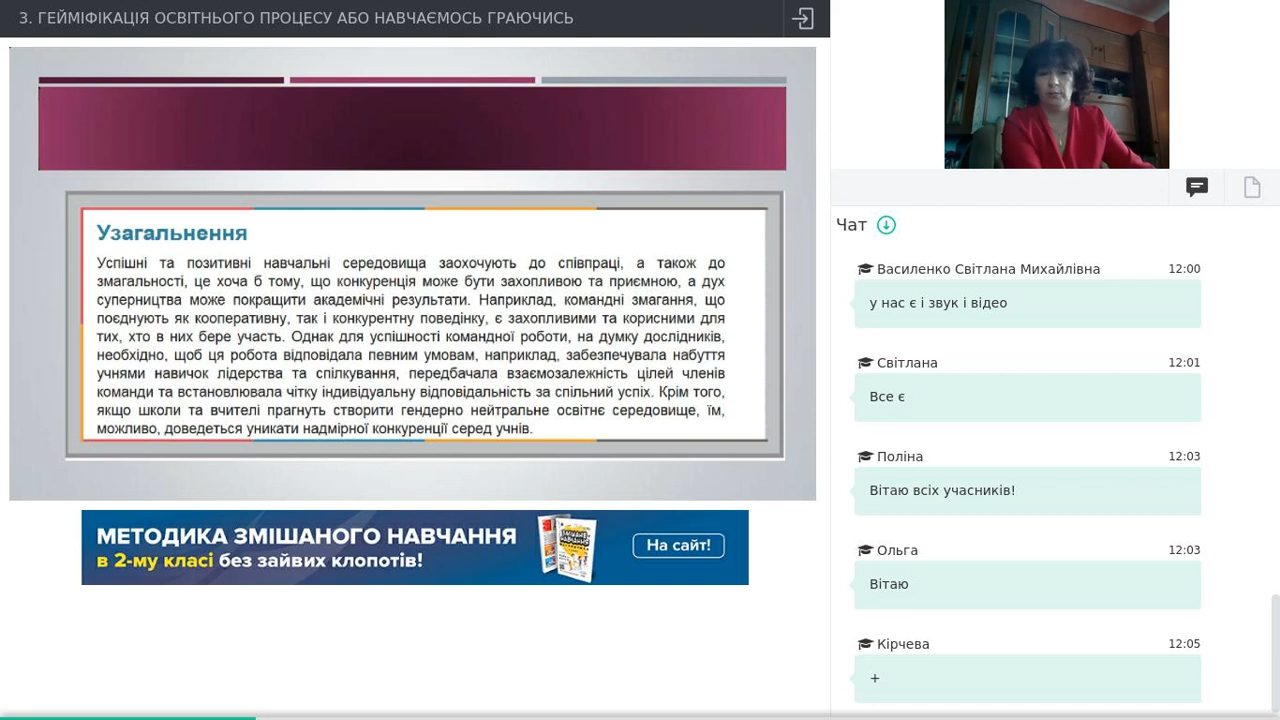 3. ГЕЙМІФІКАЦІЯ ОСВІТНЬОГО ПРОЦЕСУ АБО НАВЧАЄМОСЬ ГРАЮЧИСЬ
Узагальнення
Успішні та позитивні навчальні середовища заохочують до співпраці, а також до
змагальності, це хоча б тому, що конкуренція може бути захопливою та приємною, а дух
суперництва може покращити академічні результати. Наприклад, командні змагання, що
поєднують як кооперативну, так і конкурентну поведінку, є захопливими та корисними для
тих, хто в них бере участь. Однак для успішності командної роботи, на думку дослідників,
необхідно, щоб ця робота відповідала певним умовам, наприклад, забезпечувала набуття
учнями навичок лідерства та спілкування, передбачала взаємозалежність цілей членів
команди та встановлювала чітку індивідуальну відповідальність за спільний успіх. Крім того,
якщо школи та вчителі прагнуть створити гендерно нейтральне освітнє середовище, їм,
можливо, доведеться уникати надмірної конкуренції серед учнів.
МЕТОДИКА ЗМІШАНОГО НАВЧАННЯ
в 2-му класі без зайвих клопотів!
На сайт!
Чат
Василенко Світлана Михайлівна 12:00
у нас є і звук і відео
Світлана 12:01
Все є
Поліна 12:03
Вітаю всіх учасників!
Ольга 12:03
Вітаю
Кірчева 12:05
+